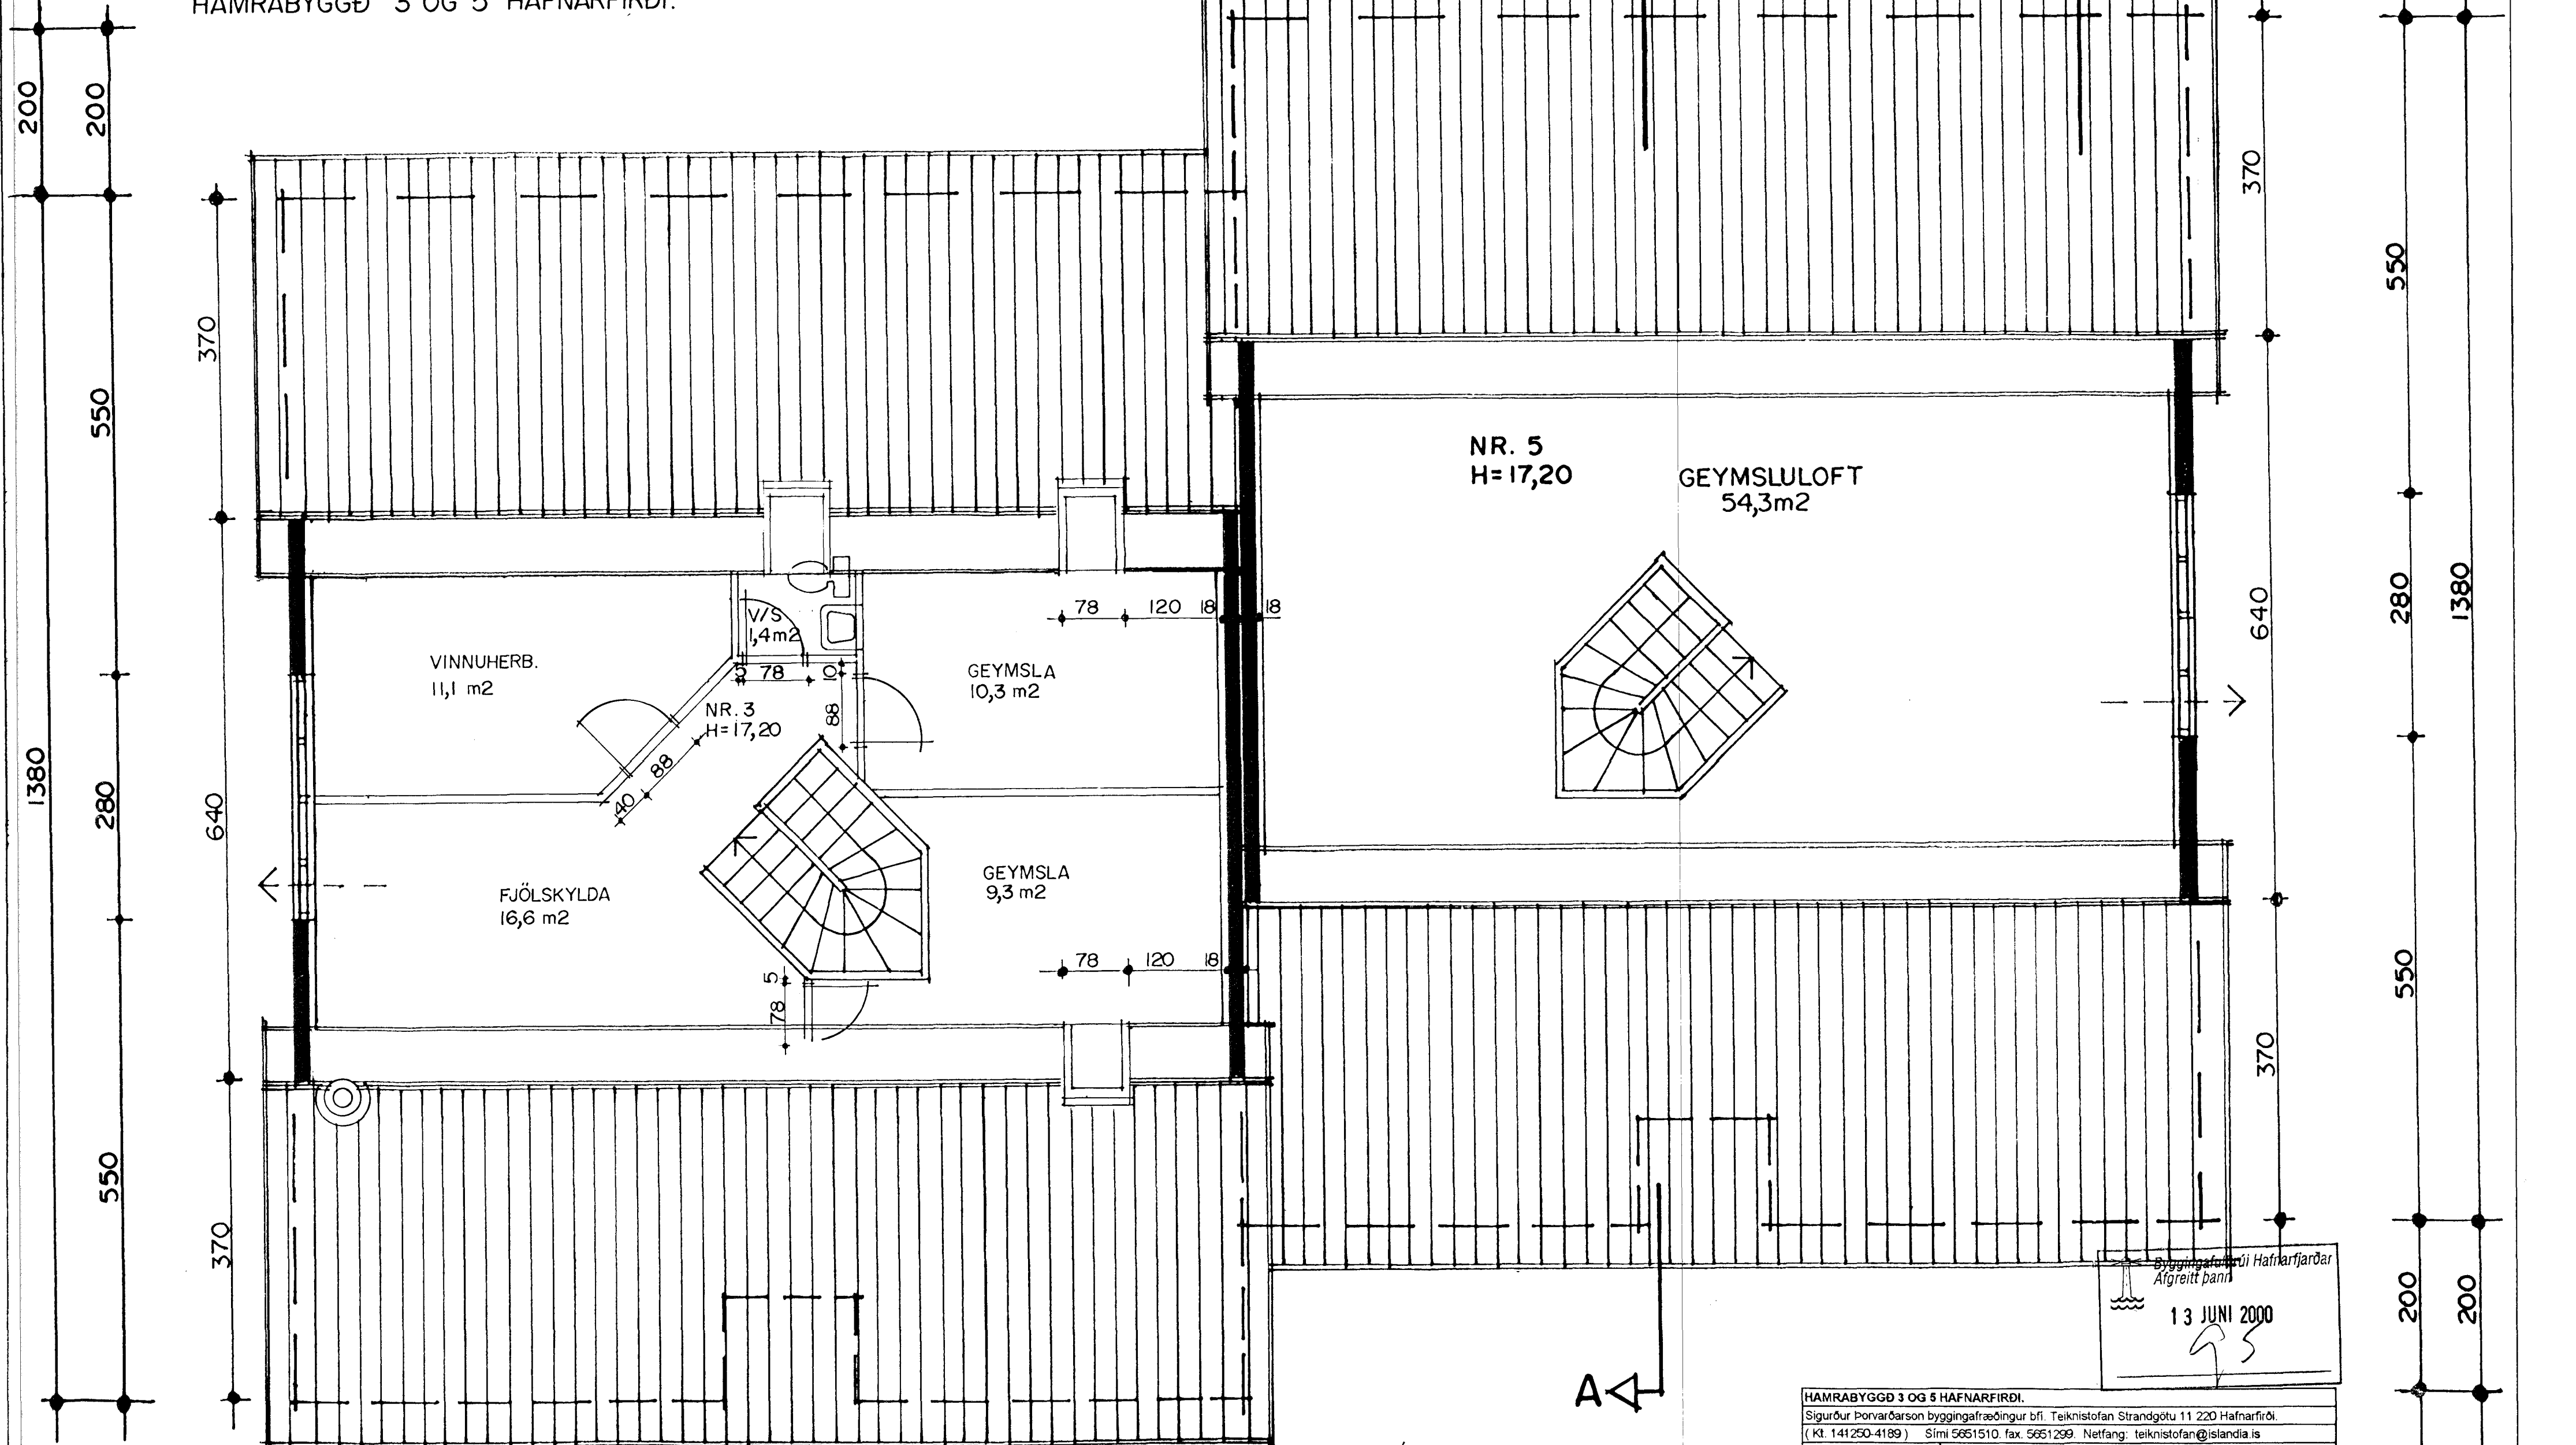 HAMRABYGGÐ 3 OG 5 HAFNARFIRÐI.
200
200
370
550
1380
280
640
550
370
VINNUHERB.
11,1 m2
V/S
1,4m2
5
78
10
88
NR. 3
H=17,20
88
40
GEYMSLA
10,3 m2
78
120
18
18
FJÖLSKYLDA
16,6 m2
GEYMSLA
9,3 m2
78
120
18
5
78
NR. 5
H=17,20
GEYMSLULOFT
54,3m2
370
550
640
280
1380
550
370
200
200
A
Byggingafulltrúi Hafnarfjarðar
Afgreitt þann
13 JUNI 2000
HAMRABYGGÐ 3 OG 5 HAFNARFIRÐI.
Sigurður Þorvarðarson byggingafræðingur bfí. Teiknistofan Strandgötu 11 220 Hafnarfirði.
( Kt. 141250-4189 ) Sími 5651510. fax. 5651299. Netfang: teiknistofan@islandia.is